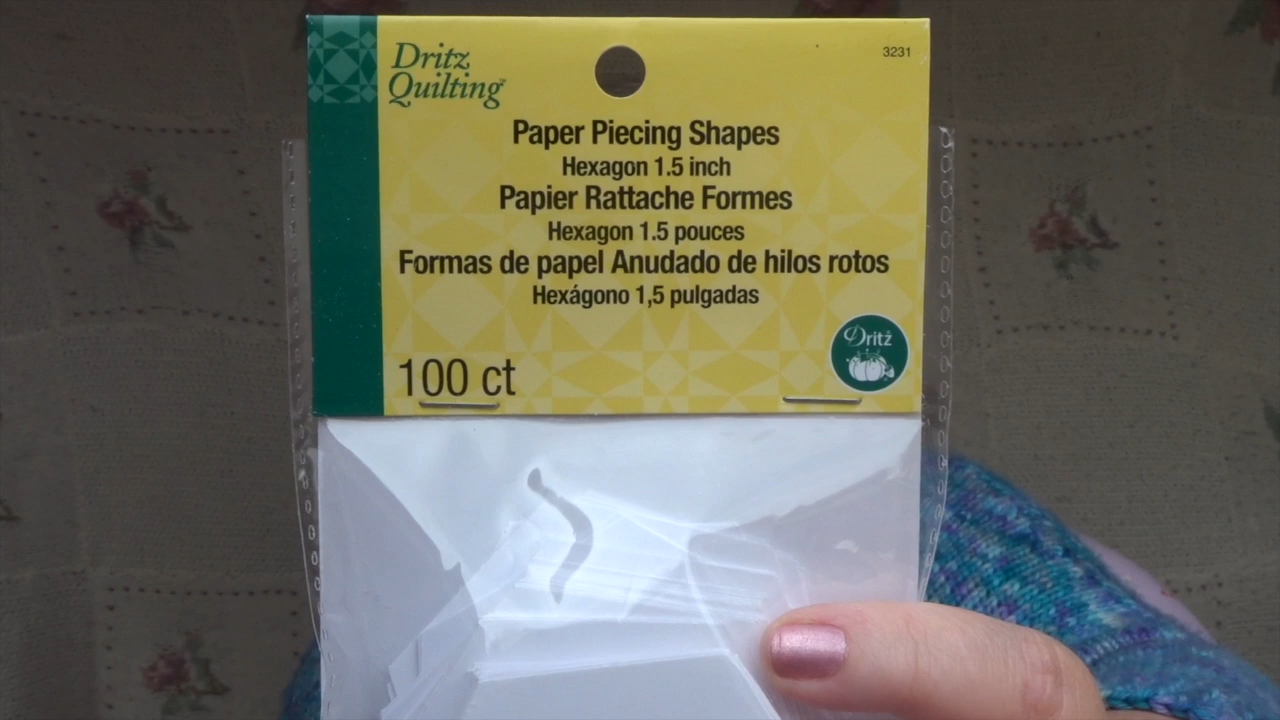 Dritz
Quilting
3231
Paper Piecing Shapes
Hexagon 1.5 inch
Papier Rattache Formes
Hexagon 1.5 pouces
Formas de papel Anudado de hilos rotos
Hexágono 1,5 pulgadas
Dritz
100 ct